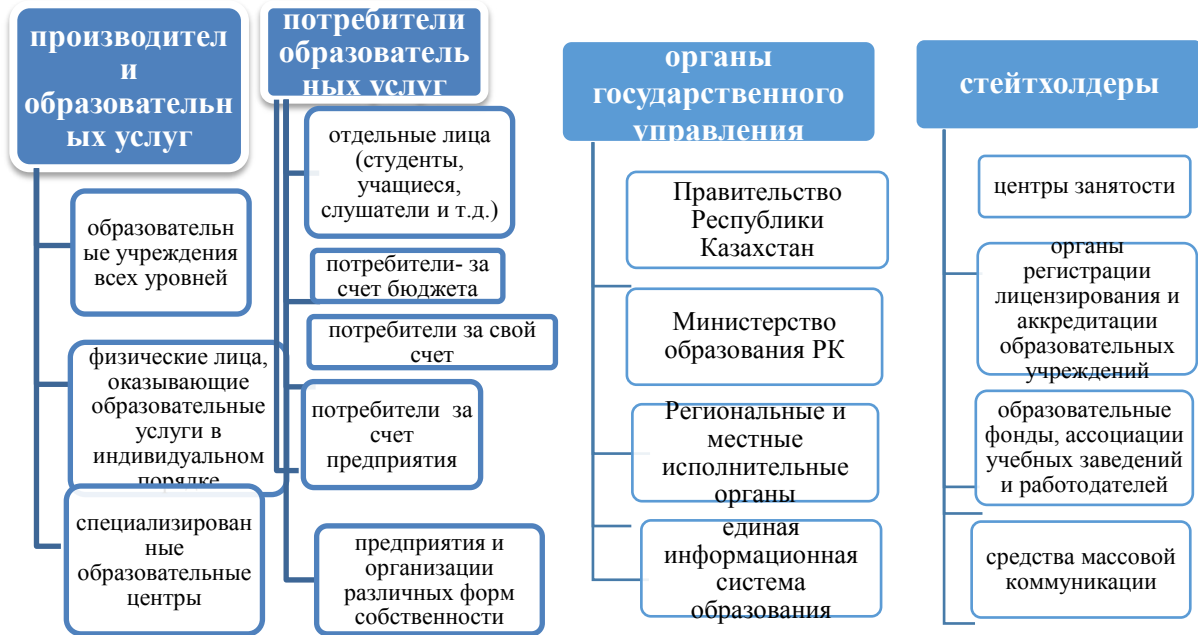 производител
и
образовательн
ых услуг
образовательн
ые учреждения
всех уровней
физические лица,
оказывающие
образовательные
услуги в
индивидуальном
порядке
специализирован
ные
образовательные
центры
потребители
образователь
ных услуг
отдельные лица
(студенты,
учащиеся,
слушатели и т.д.)
потребители- за
счет бюджета
потребители за свой
счет
потребители за
счет
предприятия
предприятия и
организации
различных форм
собственности
органы
государственного
управления
Правительство
Республики
Казахстан
Министерство
образования РК
Региональные и
местные
исполнительные
органы
единая
информационная
система
образования
стейтхолдеры
центры занятости
органы
регистрации
лицензирования и
аккредитации
образовательных
учреждений
образовательные
фонды, ассоциации
учебных заведений
и работодателей
средства массовой
коммуникации